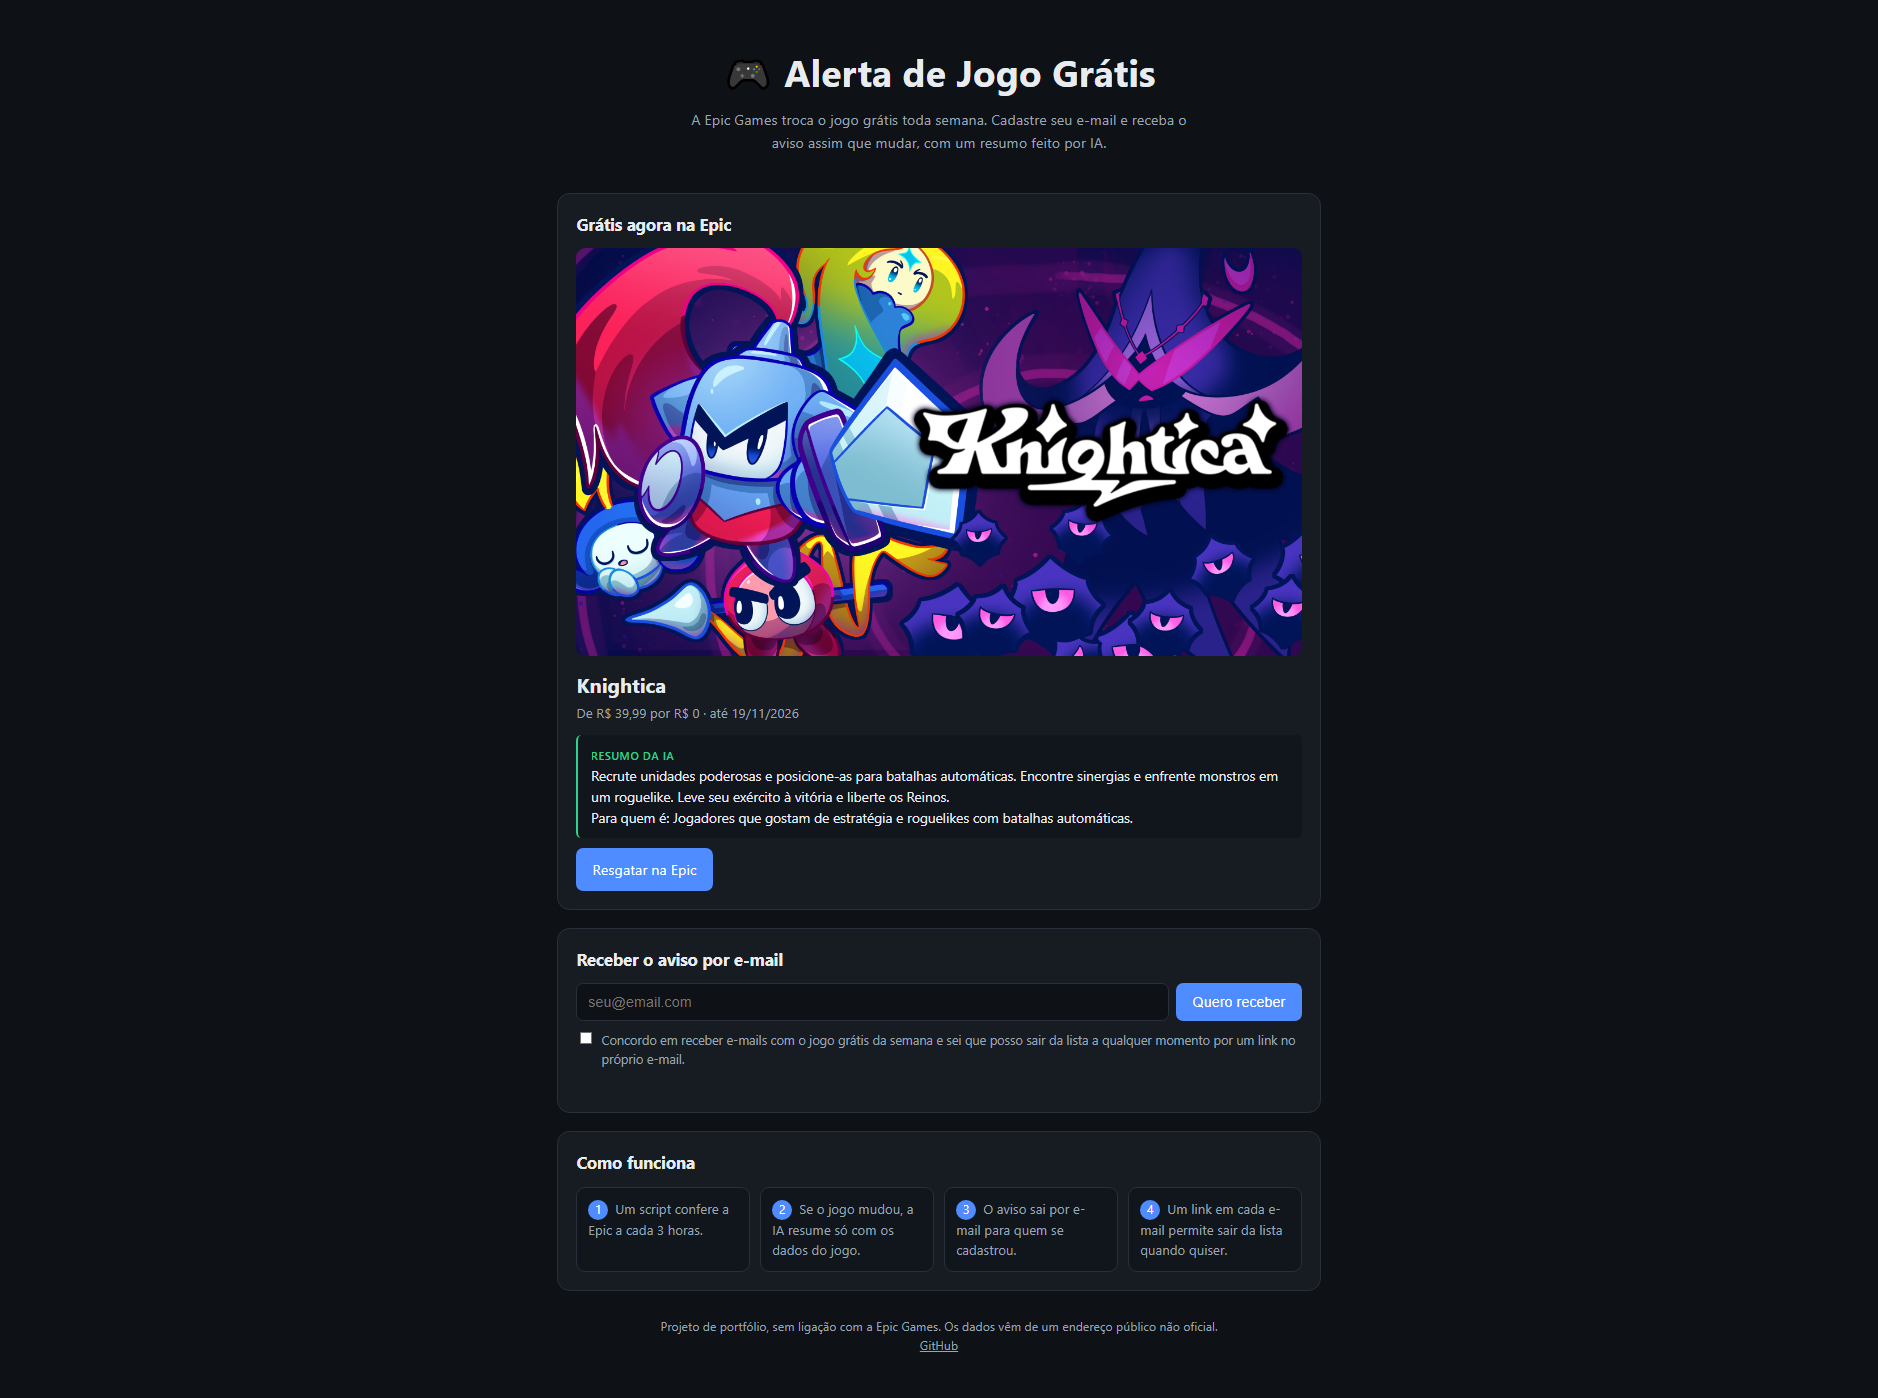 Alerta de Jogo Grátis
A Epic Games troca o jogo grátis toda semana. Cadastre seu e-mail e receba o
aviso assim que mudar, com um resumo feito por IA.
Grátis agora na Epic
Knightica
Knightica
De R$ 39,99 por R$ 0 · até 19/11/2026
RESUMO DA IA
Recrute unidades poderosas e posicione-as para batalhas automáticas. Encontre sinergias e enfrente monstros em
um roguelike. Leve seu exército à vitória e liberte os Reinos.
Para quem é: Jogadores que gostam de estratégia e roguelikes com batalhas automáticas.
Resgatar na Epic
Receber o aviso por e-mail
seu@email.com
Quero receber
Concordo em receber e-mails com o jogo grátis da semana e sei que posso sair da lista a qualquer momento por um link no
próprio e-mail.
Como funciona
1 Um script confere a
Epic a cada 3 horas.
2 Se o jogo mudou, a
IA resume só com os
dados do jogo.
3 O aviso sai por e-
mail para quem se
cadastrou.
4 Um link em cada e-
mail permite sair da lista
quando quiser.
Projeto de portfólio, sem ligação com a Epic Games. Os dados vêm de um endereço público não oficial.
GitHub